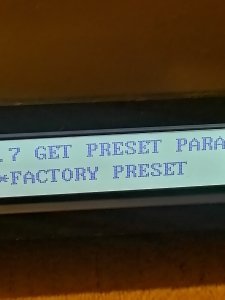 .7 GET PRESET PARA
*FACTORY PRESET